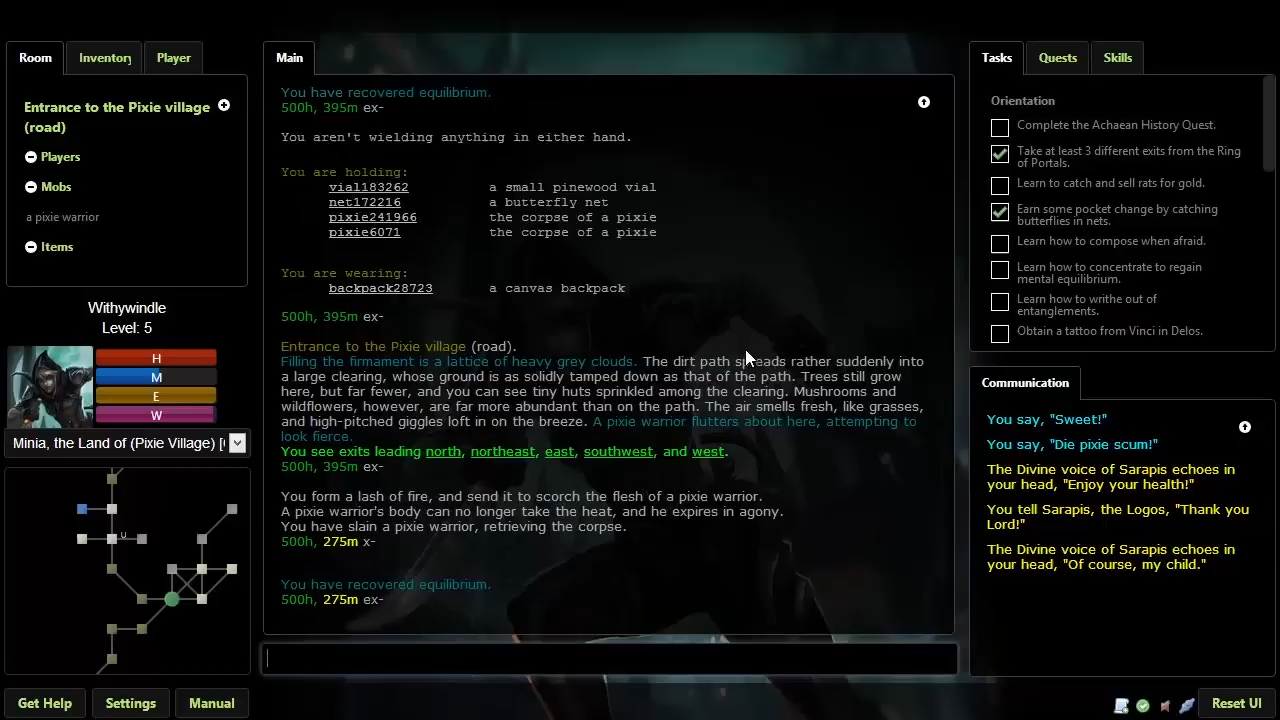 Room
Inventory
Player
Entrance to the Pixie village
(road)
Players
Mobs
a pixie warrior
Items
Withywindle
Level: 5
H
M
E
W
Minia, the Land of (Pixie Village) [
u
Get Help
Settings
Manual
Main
You have recovered equilibrium.
500h, 395m ex-
You aren't wielding anything in either hand.
You are holding:
vial183262 a small pinewood vial
net172216 a butterfly net
pixie241966 the corpse of a pixie
pixie6071 the corpse of a pixie
You are wearing:
backpack28723 a canvas backpack
500h, 395m ex-
Entrance to the Pixie village (road).
Filling the firmament is a lattice of heavy grey clouds. The dirt path spreads rather suddenly into
a large clearing, whose ground is as solidly tamped down as that of the path. Trees still grow
here, but far fewer, and you can see tiny huts sprinkled among the clearing. Mushrooms and
wildflowers, however, are far more abundant than on the path. The air smells fresh, like grasses,
and high-pitched giggles loft in on the breeze. A pixie warrior flutters about here, attempting to
look fierce.
You see exits leading north, northeast, east, southwest, and west.
500h, 395m ex-
You form a lash of fire, and send it to scorch the flesh of a pixie warrior.
A pixie warrior's body can no longer take the heat, and he expires in agony.
You have slain a pixie warrior, retrieving the corpse.
500h, 275m x-
You have recovered equilibrium.
500h, 275m ex-
Tasks
Quests
Skills
Orientation
Complete the Achaean History Quest.
Take at least 3 different exits from the Ring
of Portals.
Learn to catch and sell rats for gold.
Earn some pocket change by catching
butterflies in nets.
Learn how to compose when afraid.
Learn how to concentrate to regain
mental equilibrium.
Learn how to writhe out of
entanglements.
Obtain a tattoo from Vinci in Delos.
Communication
You say, "Sweet!"
You say, "Die pixie scum!"
The Divine voice of Sarapis echoes in
your head, "Enjoy your health!"
You tell Sarapis, the Logos, "Thank you
Lord!"
The Divine voice of Sarapis echoes in
your head, "Of course, my child."
Reset UI